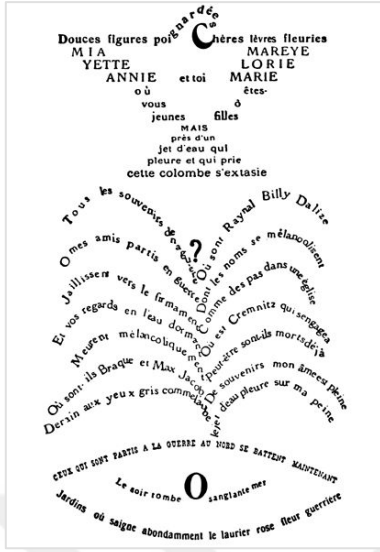 Douces figures poignardées Chères lèvres fleuries
MIA MAREYE
YETTE LORIE
ANNIE et toi MARIE
où êtes-
vous ô
jeunes filles
MAIS
près d'un
jet d'eau qui
pleure et qui prie
cette colombe s'extasie
?
Tous les souvenirs de naguère
O mes amis partis en guerre
Jaillissent vers le firmament
Et vos regards en l'eau dormant
Meurent mélancoliquement
Où sont-ils Braque et Max Jacob
Derain aux yeux gris comme l'aube
Où sont Raynal Billy Dalize
Dont les noms se mélancolisent
Comme des pas dans une église
Où est Cremnitz qui s'engagea
Peut-être sont-ils morts déjà
De souvenirs mon âme est pleine
Le jet d'eau pleure sur ma peine
CEUX QUI SONT PARTIS A LA GUERRE AU NORD SE BATTENT MAINTENANT
Le soir tombe O sanglante mer
Jardins où saigne abondamment le laurier rose fleur guerrière